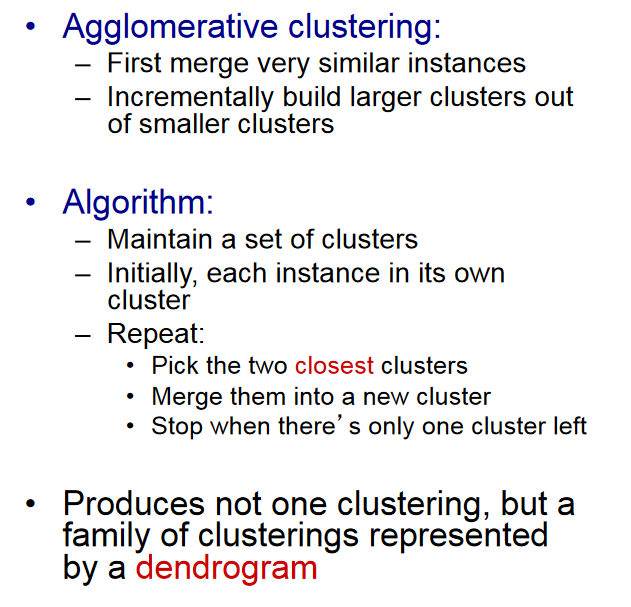 • Agglomerative clustering:
– First merge very similar instances
– Incrementally build larger clusters out
of smaller clusters
• Algorithm:
– Maintain a set of clusters
– Initially, each instance in its own
cluster
– Repeat:
• Pick the two closest clusters
• Merge them into a new cluster
• Stop when there’s only one cluster left
• Produces not one clustering, but a
family of clusterings represented
by a dendrogram